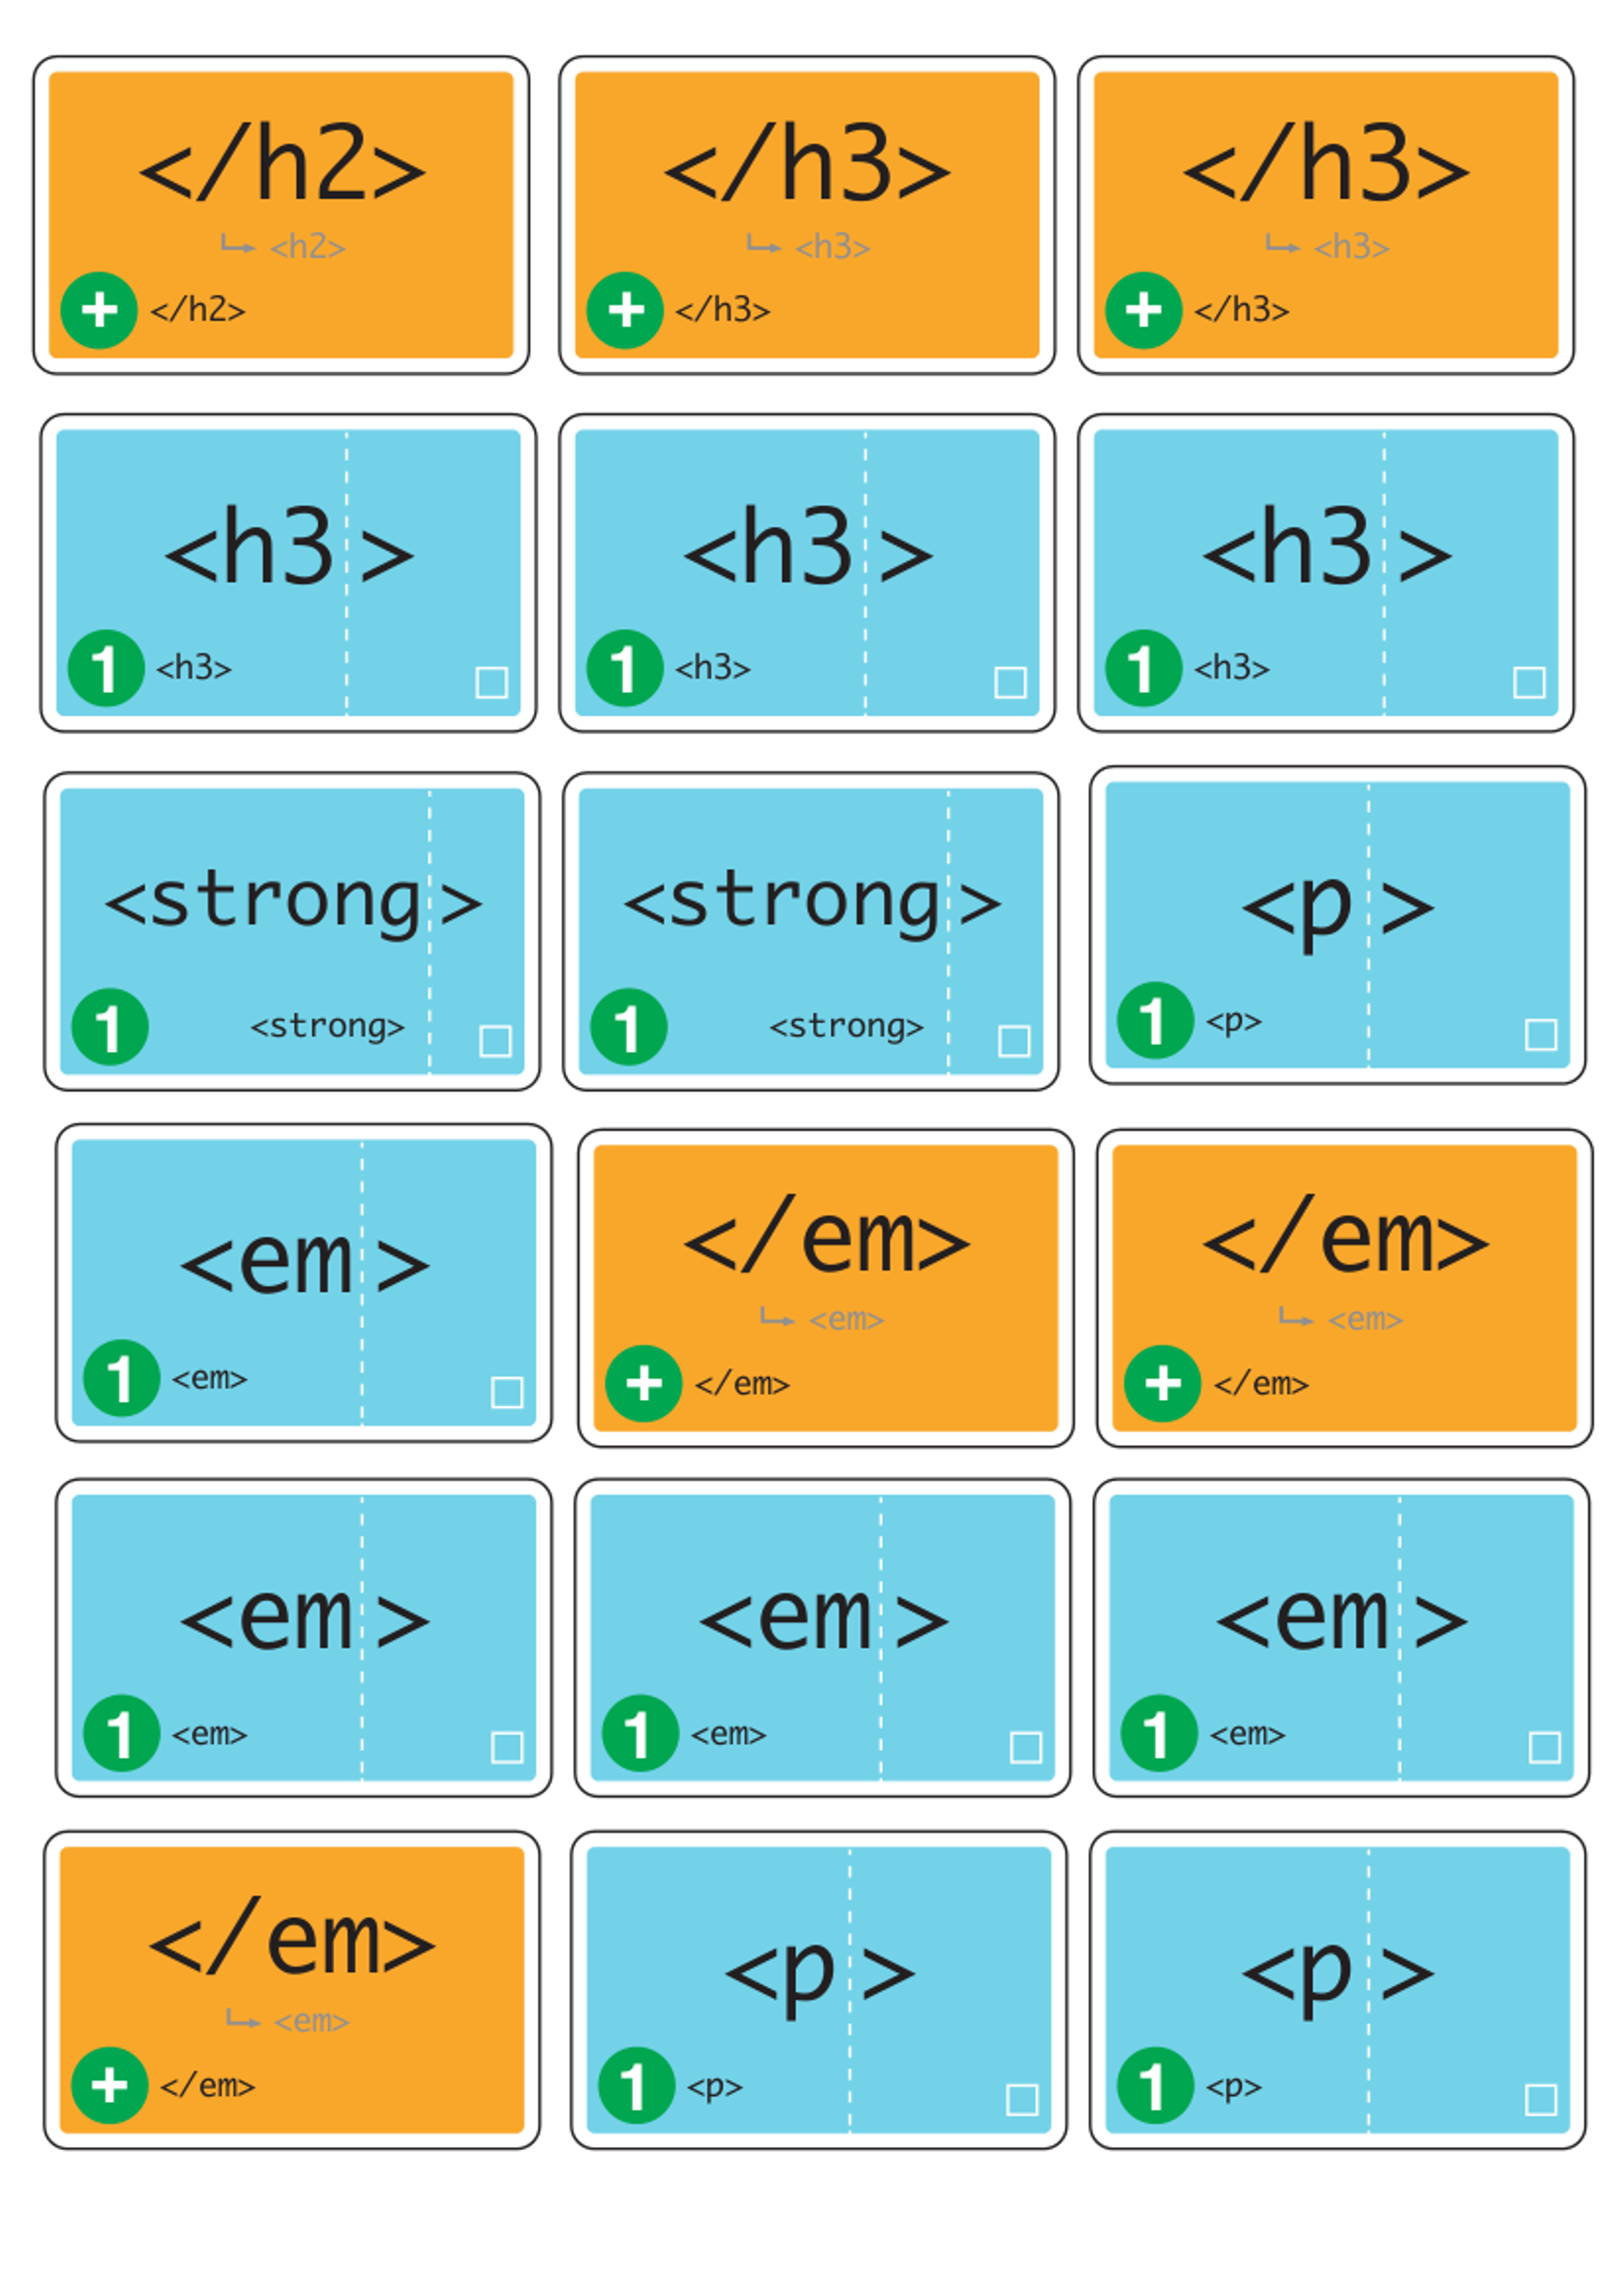 </h2>
<h2>
+ </h2>
</h3>
<h3>
+ </h3>
</h3>
<h3>
+ </h3>
<h3 >
1 <h3>
<h3 >
1 <h3>
<h3 >
1 <h3>
<strong >
1 <strong>
<strong >
1 <strong>
<p >
1 <p>
<em >
1 <em>
</em>
<em>
+ </em>
</em>
<em>
+ </em>
<em >
1 <em>
<em >
1 <em>
<em >
1 <em>
</em>
<em>
+ </em>
<p >
1 <p>
<p >
1 <p>